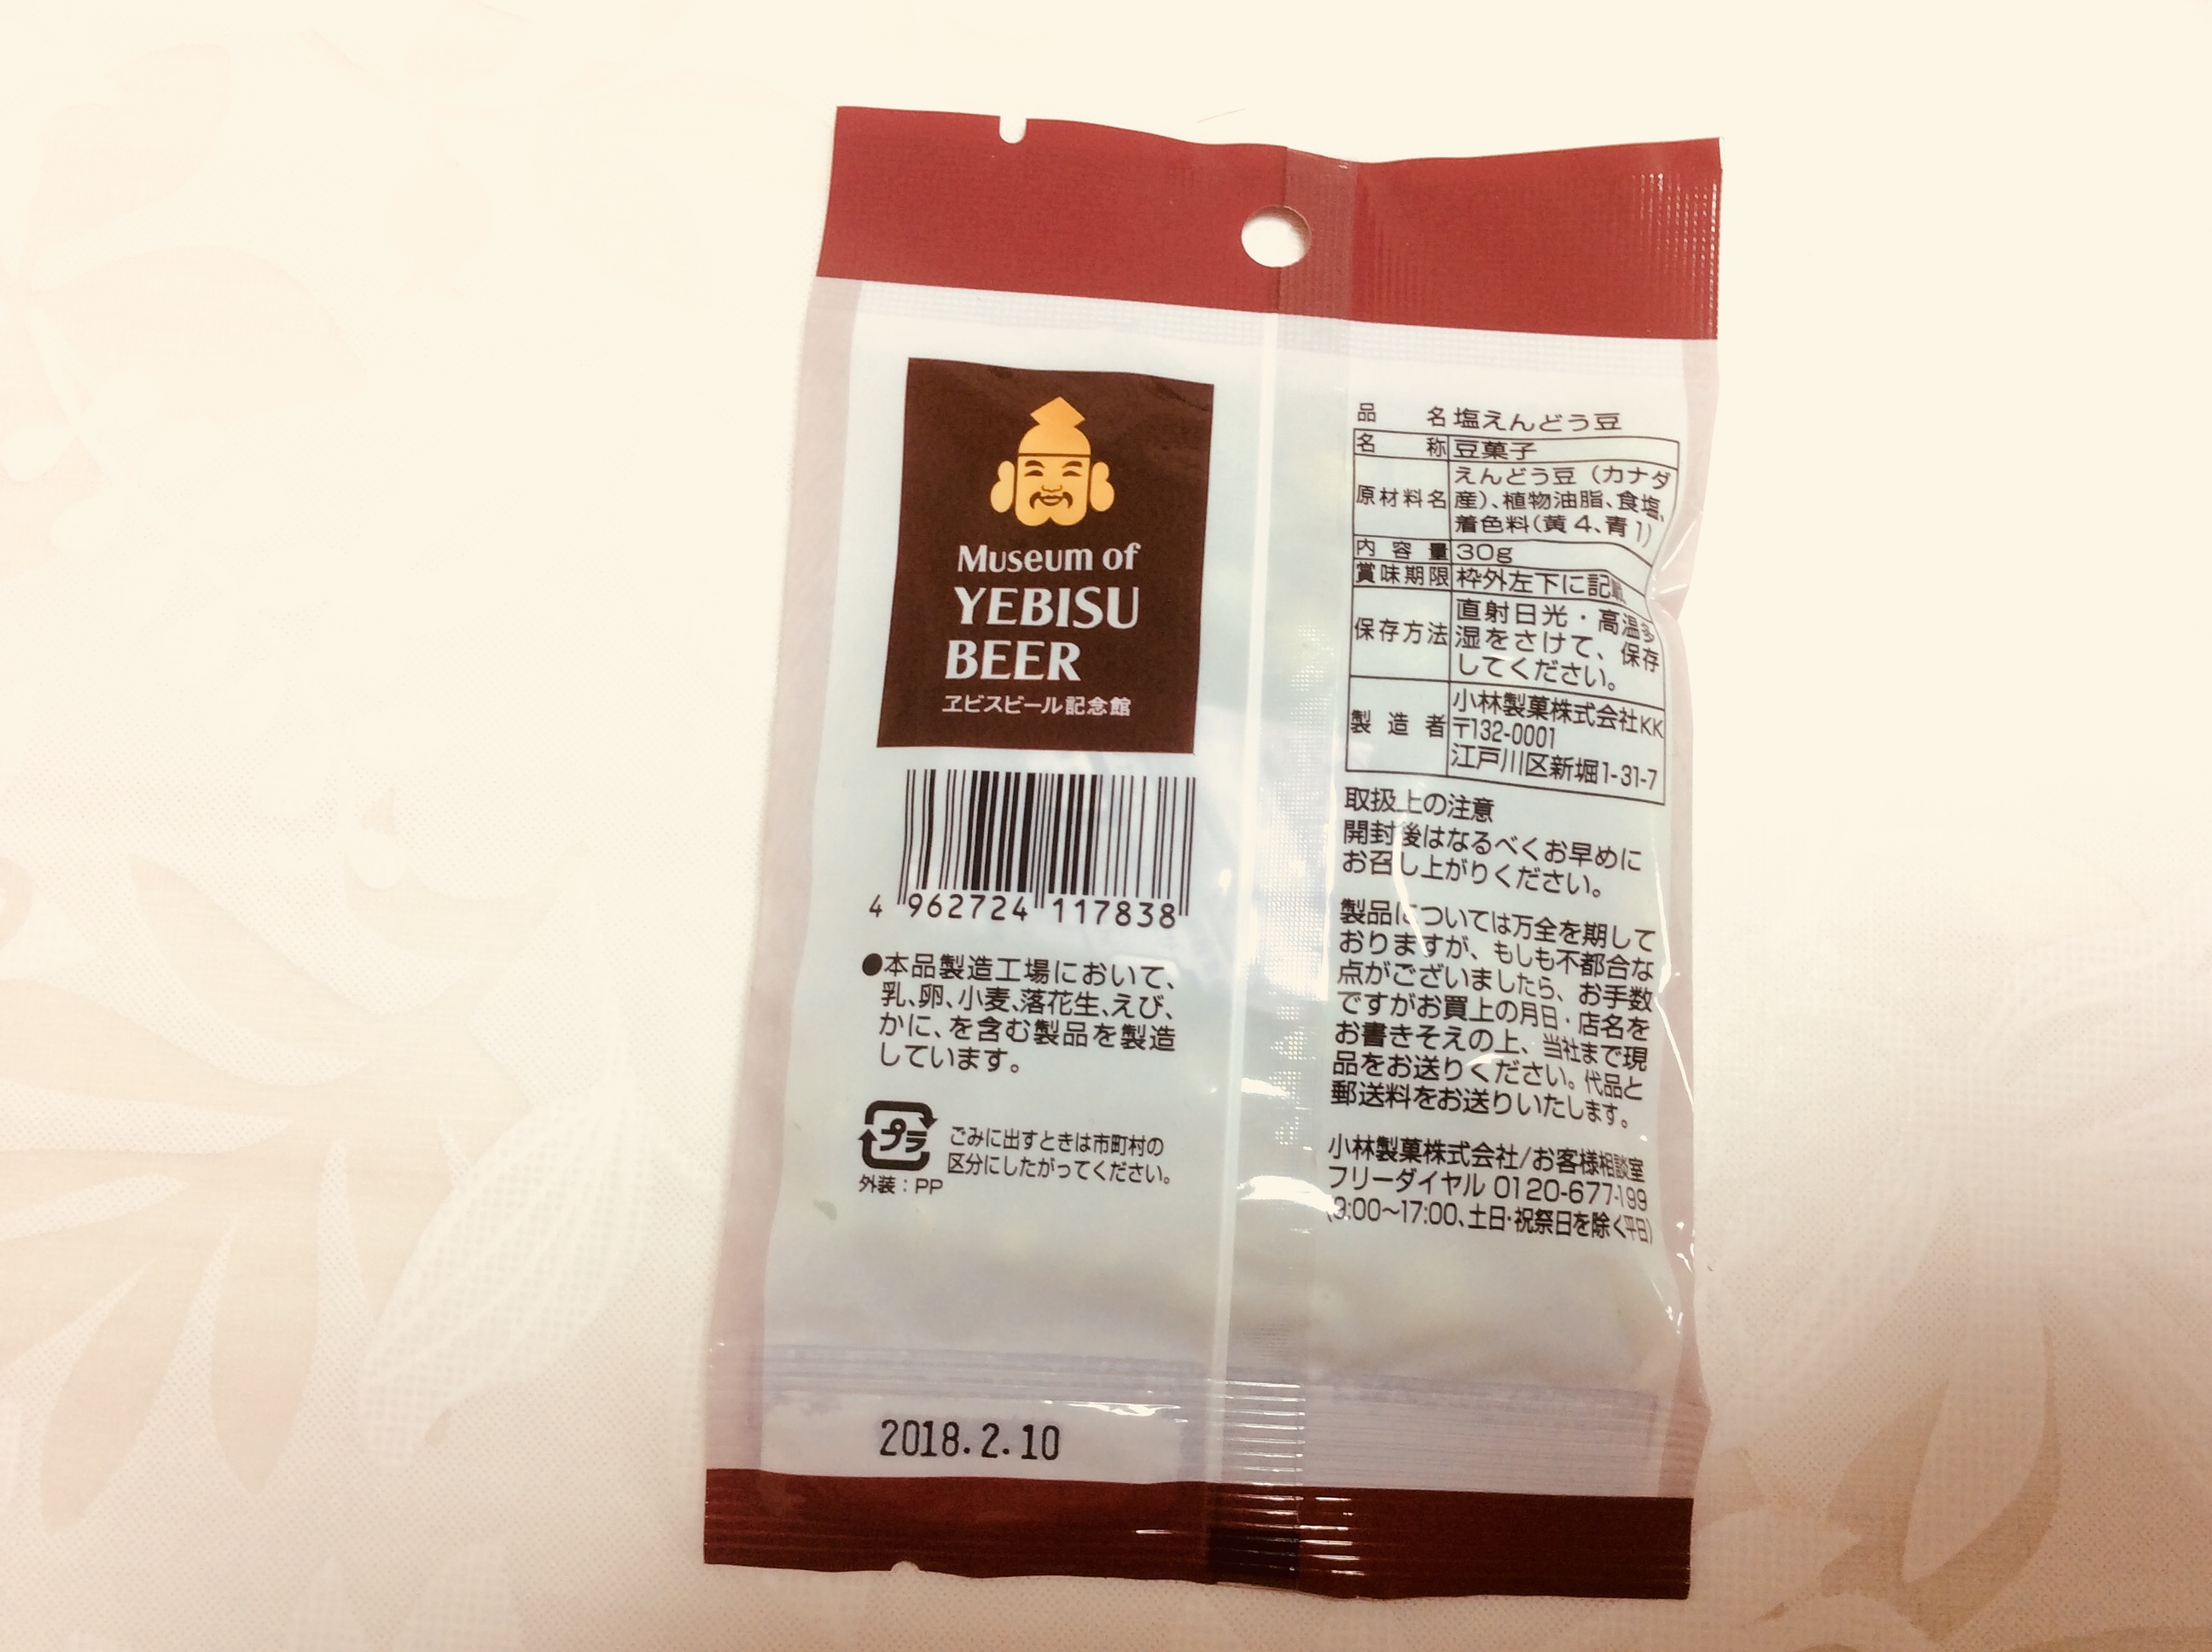 Museum of
YEBISU
BEER
ヱビスビール記念館
4 962724 117838
●本品製造工場において、
乳、卵、小麦、落花生、えび、
かに、を含む製品を製造
しています。
プラ
ごみに出すときは市町村の
区分にしたがってください。
外装：PP
2018.2.10
品名 塩えんどう豆
名称 豆菓子
原材料名 えんどう豆（カナダ
産）、植物油脂、食塩、
着色料（黄4、青1）
内容量 30g
賞味期限 枠外左下に記載
保存方法 直射日光・高温多
湿をさけて、保存
してください。
製造者 小林製菓株式会社KK
〒132-0001
江戸川区新堀1-31-7
取扱上の注意
開封後はなるべくお早めに
お召し上がりください。
製品については万全を期して
おりますが、もしも不都合な
点がございましたら、お手数
ですがお買上の月日・店名を
お書きそえの上、当社まで現
品をお送りください。代品と
郵送料をお送りいたします。
小林製菓株式会社/お客様相談室
フリーダイヤル 0120-677-199
(9:00〜17:00、土日・祝祭日を除く平日)